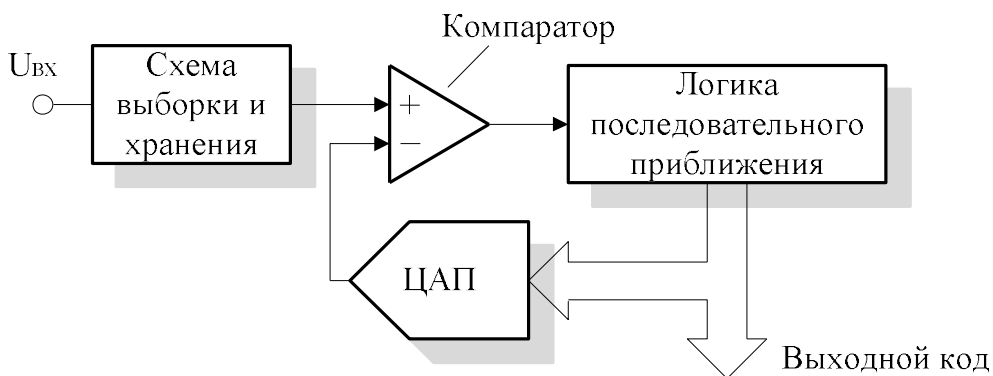 Компаратор
Uвх
Схема
выборки и
хранения
+
−
Логика
последовательного
приближения
ЦАП
Выходной код